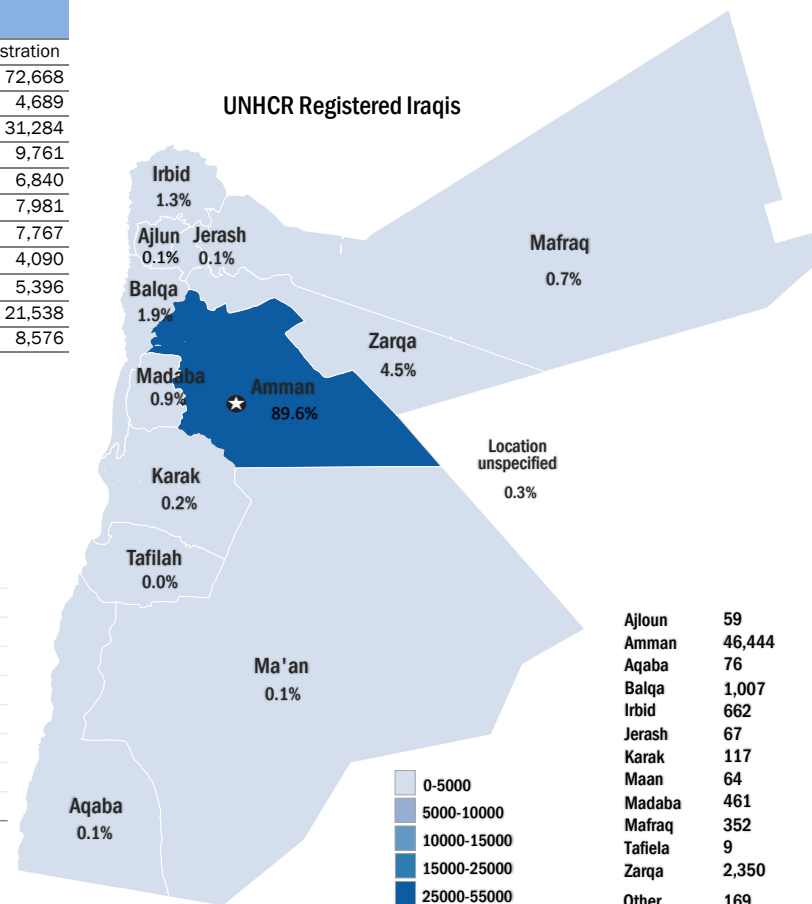 stration
72,668
4,689
31,284
9,761
6,840
7,981
7,767
4,090
5,396
21,538
8,576
UNHCR Registered Iraqis
Irbid
1.3%
Ajlun
0.1%
Jerash
0.1%
Mafraq
0.7%
Balqa
1.9%
Zarqa
4.5%
Madaba
0.9%
Amman
89.6%
Location
unspecified
0.3%
Karak
0.2%
Tafilah
0.0%
Ma'an
0.1%
Aqaba
0.1%
0-5000
5000-10000
10000-15000
15000-25000
25000-55000
Ajloun 59
Amman 46,444
Aqaba 76
Balqa 1,007
Irbid 662
Jerash 67
Karak 117
Maan 64
Madaba 461
Mafraq 352
Tafiela 9
Zarqa 2,350
Other 169